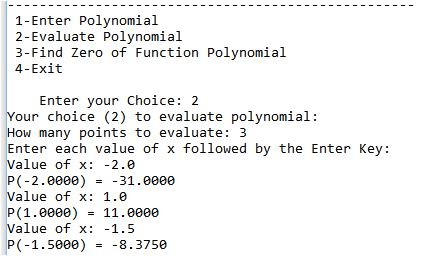 --------------------------------------------------
1-Enter Polynomial
2-Evaluate Polynomial
3-Find Zero of Function Polynomial
4-Exit
Enter your Choice: 2
Your choice (2) to evaluate polynomial:
How many points to evaluate: 3
Enter each value of x followed by the Enter Key:
Value of x: -2.0
P(-2.0000) = -31.0000
Value of x: 1.0
P(1.0000) = 11.0000
Value of x: -1.5
P(-1.5000) = -8.3750